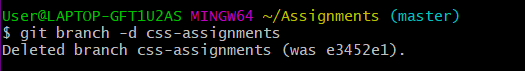 User@LAPTOP-GFT1U2AS MINGW64 ~/Assignments (master)
$ git branch -d css-assignments
Deleted branch css-assignments (was e3452e1).